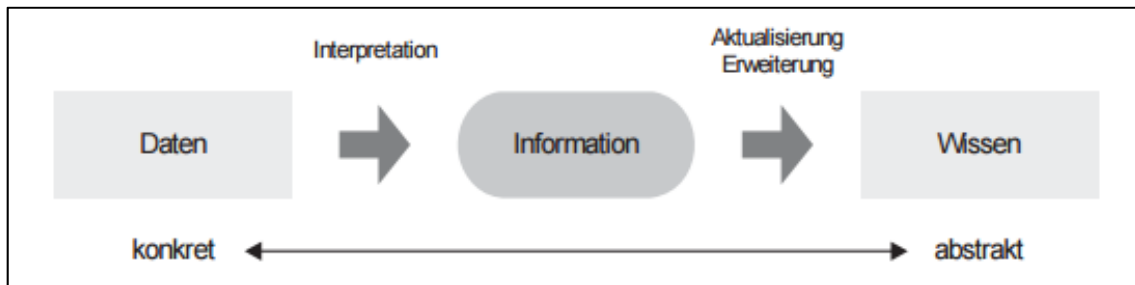 Interpretation
Aktualisierung
Erweiterung
Daten
Information
Wissen
konkret
abstrakt